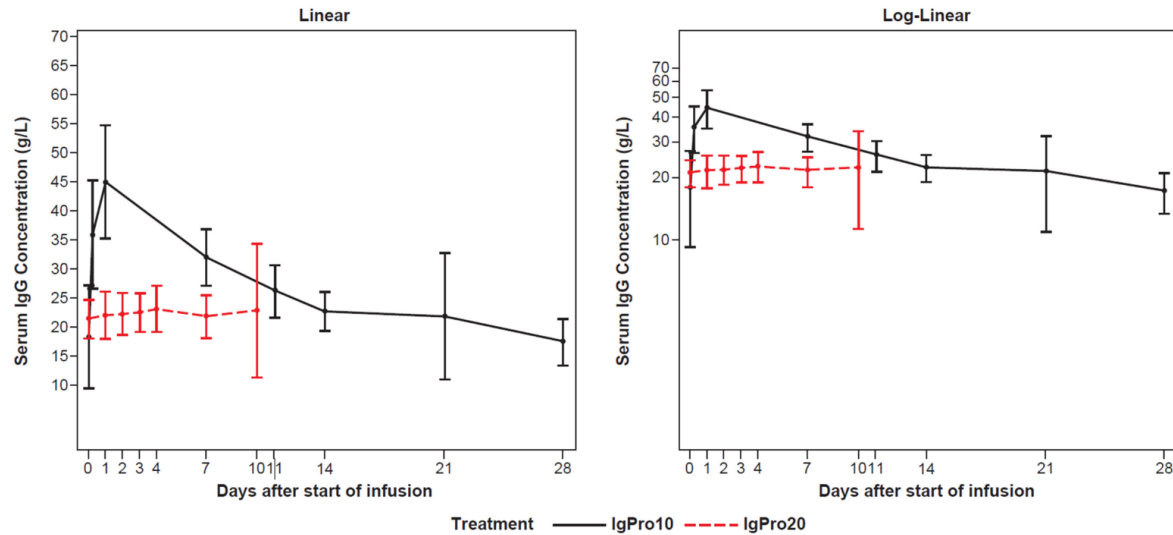 Linear
Serum IgG Concentration (g/L)
70
65
60
55
50
45
40
35
30
25
20
15
10
0 1 2 3 4 7 10 11 14 21 28
Days after start of infusion
Log-Linear
Serum IgG Concentration (g/L)
70
60
50
40
30
20
10
0 1 2 3 4 7 10 11 14 21 28
Days after start of infusion
Treatment IgPro10 IgPro20